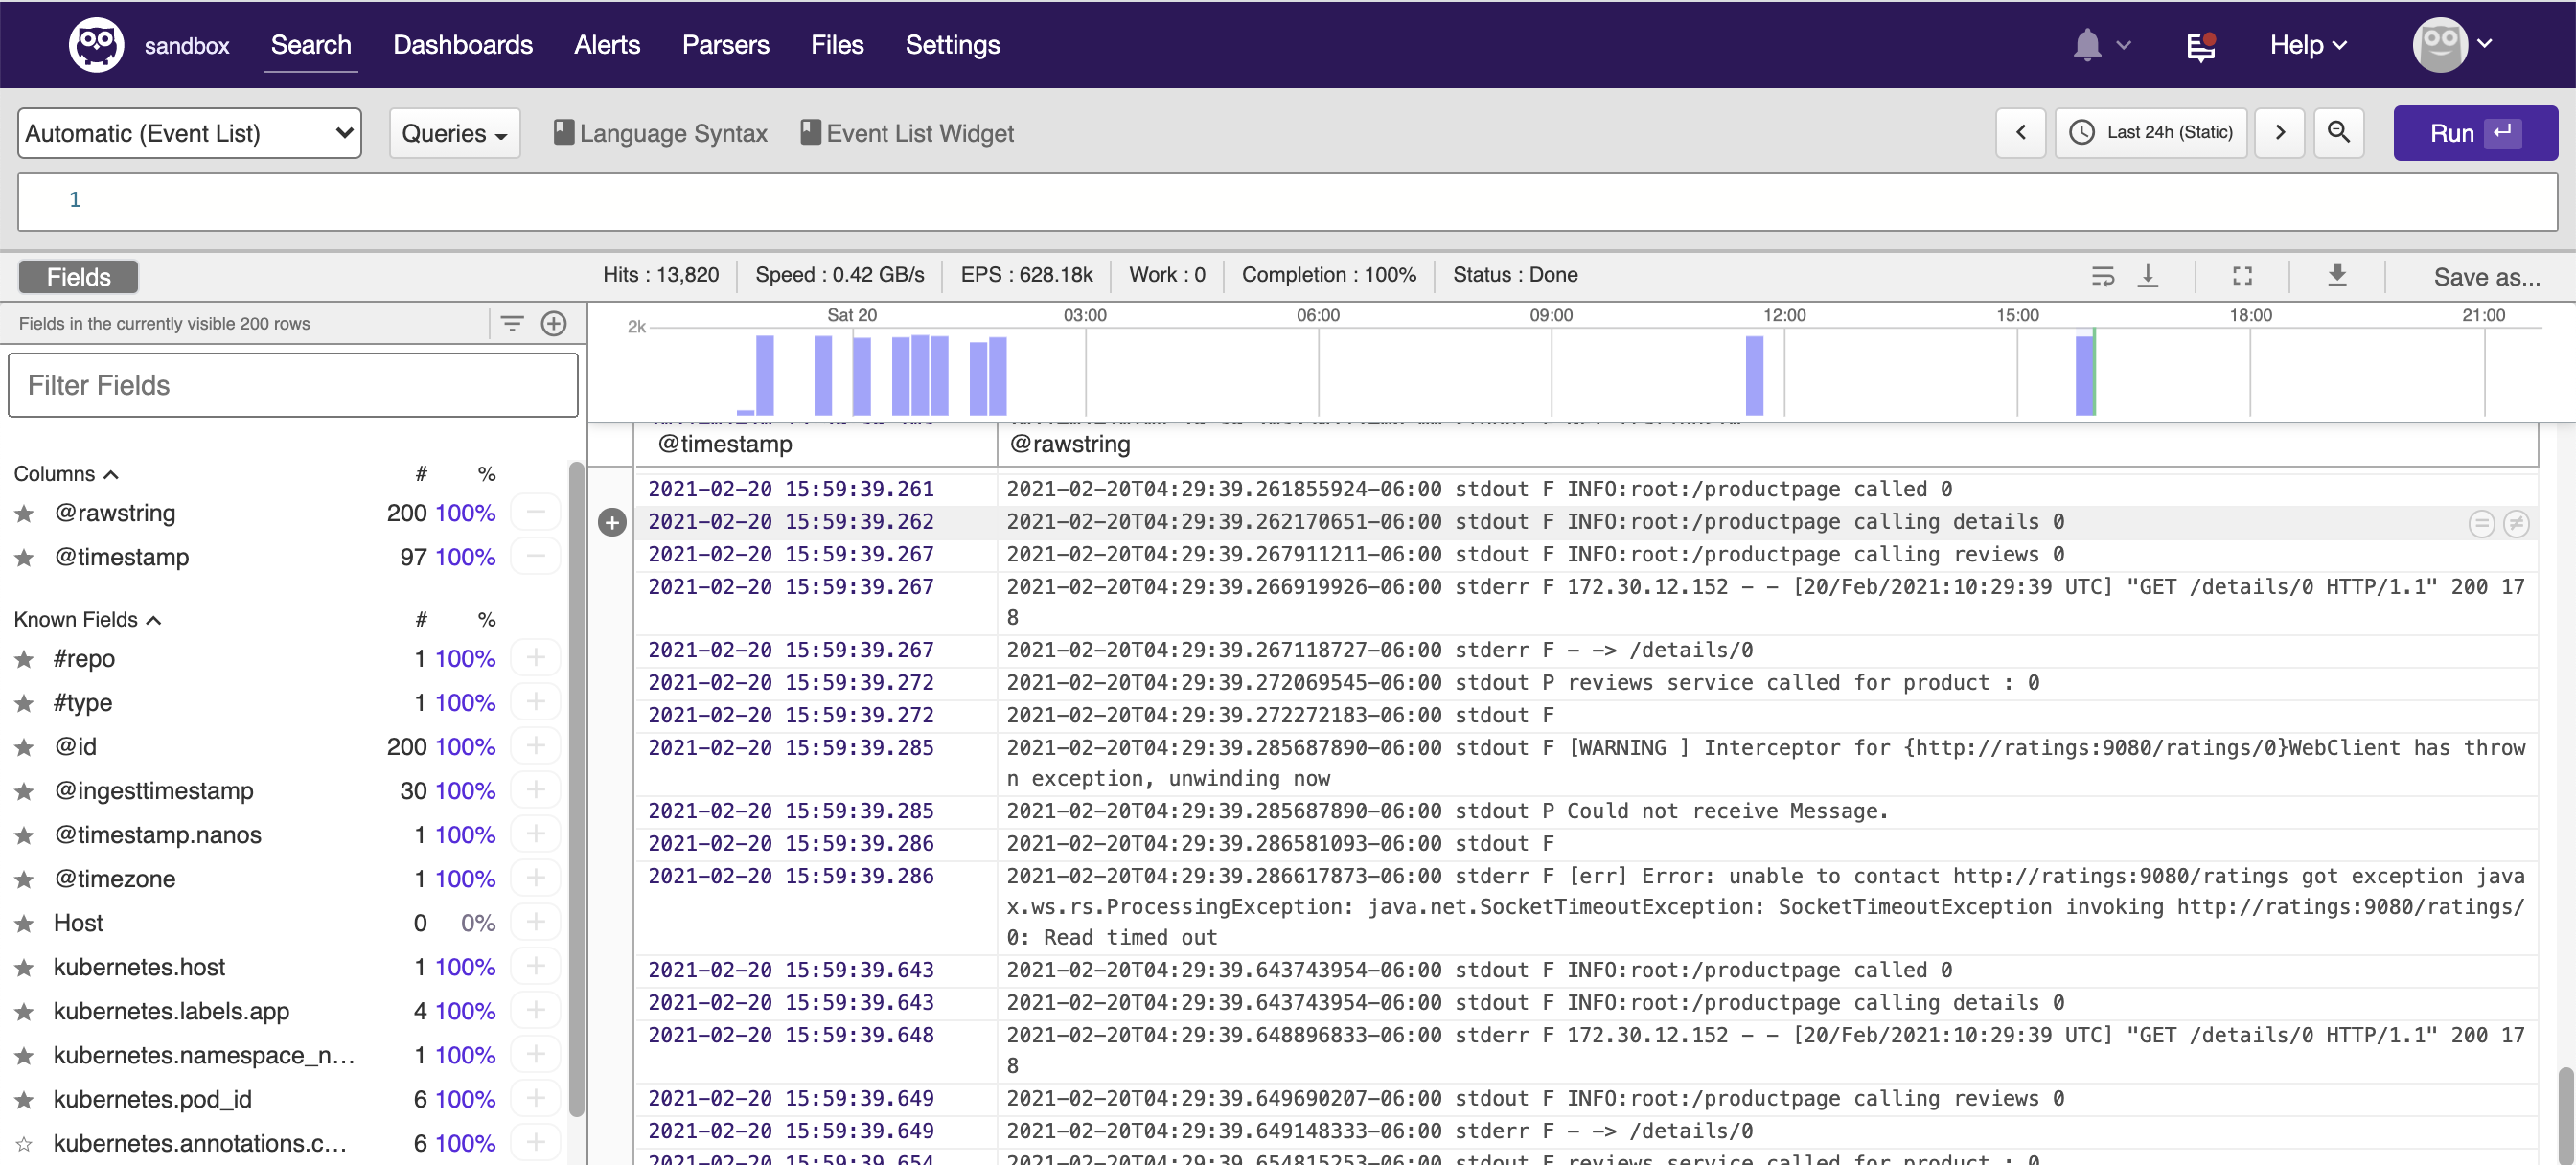 sandbox Search Dashboards Alerts Parsers Files Settings Help
Automatic (Event List) Queries Language Syntax Event List Widget Last 24h (Static) Run
1
Fields Hits : 13,820 Speed : 0.42 GB/s EPS : 628.18k Work : 0 Completion : 100% Status : Done Save as...
Fields in the currently visible 200 rows
Sat 20 03:00 06:00 09:00 12:00 15:00 18:00 21:00
2k
Filter Fields
Columns # %
@rawstring 200 100%
@timestamp 97 100%
Known Fields # %
#repo 1 100%
#type 1 100%
@id 200 100%
@ingesttimestamp 30 100%
@timestamp.nanos 1 100%
@timezone 1 100%
Host 0 0%
kubernetes.host 1 100%
kubernetes.labels.app 4 100%
kubernetes.namespace_n... 1 100%
kubernetes.pod_id 6 100%
kubernetes.annotations.c... 6 100%
@timestamp @rawstring
2021-02-20 15:59:39.261 2021-02-20T04:29:39.261855924-06:00 stdout F INFO:root:/productpage called 0
2021-02-20 15:59:39.262 2021-02-20T04:29:39.262170651-06:00 stdout F INFO:root:/productpage calling details 0
2021-02-20 15:59:39.267 2021-02-20T04:29:39.267911211-06:00 stdout F INFO:root:/productpage calling reviews 0
2021-02-20 15:59:39.267 2021-02-20T04:29:39.266919926-06:00 stderr F 172.30.12.152 - - [20/Feb/2021:10:29:39 UTC] "GET /details/0 HTTP/1.1" 200 17
8
2021-02-20 15:59:39.267 2021-02-20T04:29:39.267118727-06:00 stderr F - -> /details/0
2021-02-20 15:59:39.272 2021-02-20T04:29:39.272069545-06:00 stdout P reviews service called for product : 0
2021-02-20 15:59:39.272 2021-02-20T04:29:39.272272183-06:00 stdout F
2021-02-20 15:59:39.285 2021-02-20T04:29:39.285687890-06:00 stdout F [WARNING ] Interceptor for {http://ratings:9080/ratings/0}WebClient has throw
n exception, unwinding now
2021-02-20 15:59:39.285 2021-02-20T04:29:39.285687890-06:00 stdout P Could not receive Message.
2021-02-20 15:59:39.286 2021-02-20T04:29:39.286581093-06:00 stdout F
2021-02-20 15:59:39.286 2021-02-20T04:29:39.286617873-06:00 stderr F [err] Error: unable to contact http://ratings:9080/ratings got exception java
x.ws.rs.ProcessingException: java.net.SocketTimeoutException: SocketTimeoutException invoking http://ratings:9080/ratings/
0: Read timed out
2021-02-20 15:59:39.643 2021-02-20T04:29:39.643743954-06:00 stdout F INFO:root:/productpage called 0
2021-02-20 15:59:39.643 2021-02-20T04:29:39.643743954-06:00 stdout F INFO:root:/productpage calling details 0
2021-02-20 15:59:39.648 2021-02-20T04:29:39.648896833-06:00 stderr F 172.30.12.152 - - [20/Feb/2021:10:29:39 UTC] "GET /details/0 HTTP/1.1" 200 17
8
2021-02-20 15:59:39.649 2021-02-20T04:29:39.649690207-06:00 stdout F INFO:root:/productpage calling reviews 0
2021-02-20 15:59:39.649 2021-02-20T04:29:39.649148333-06:00 stderr F - -> /details/0
2021-02-20 15:59:39.654 2021-02-20T04:29:39.654815253-06:00 stdout F reviews service called for product : 0